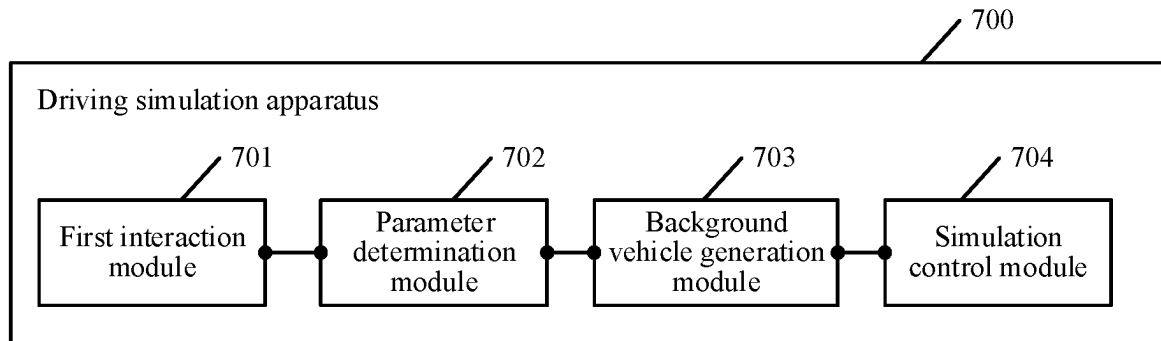 700
Driving simulation apparatus
701
702
703
704
First interaction
module
Parameter
determination
module
Background
vehicle generation
module
Simulation
control module